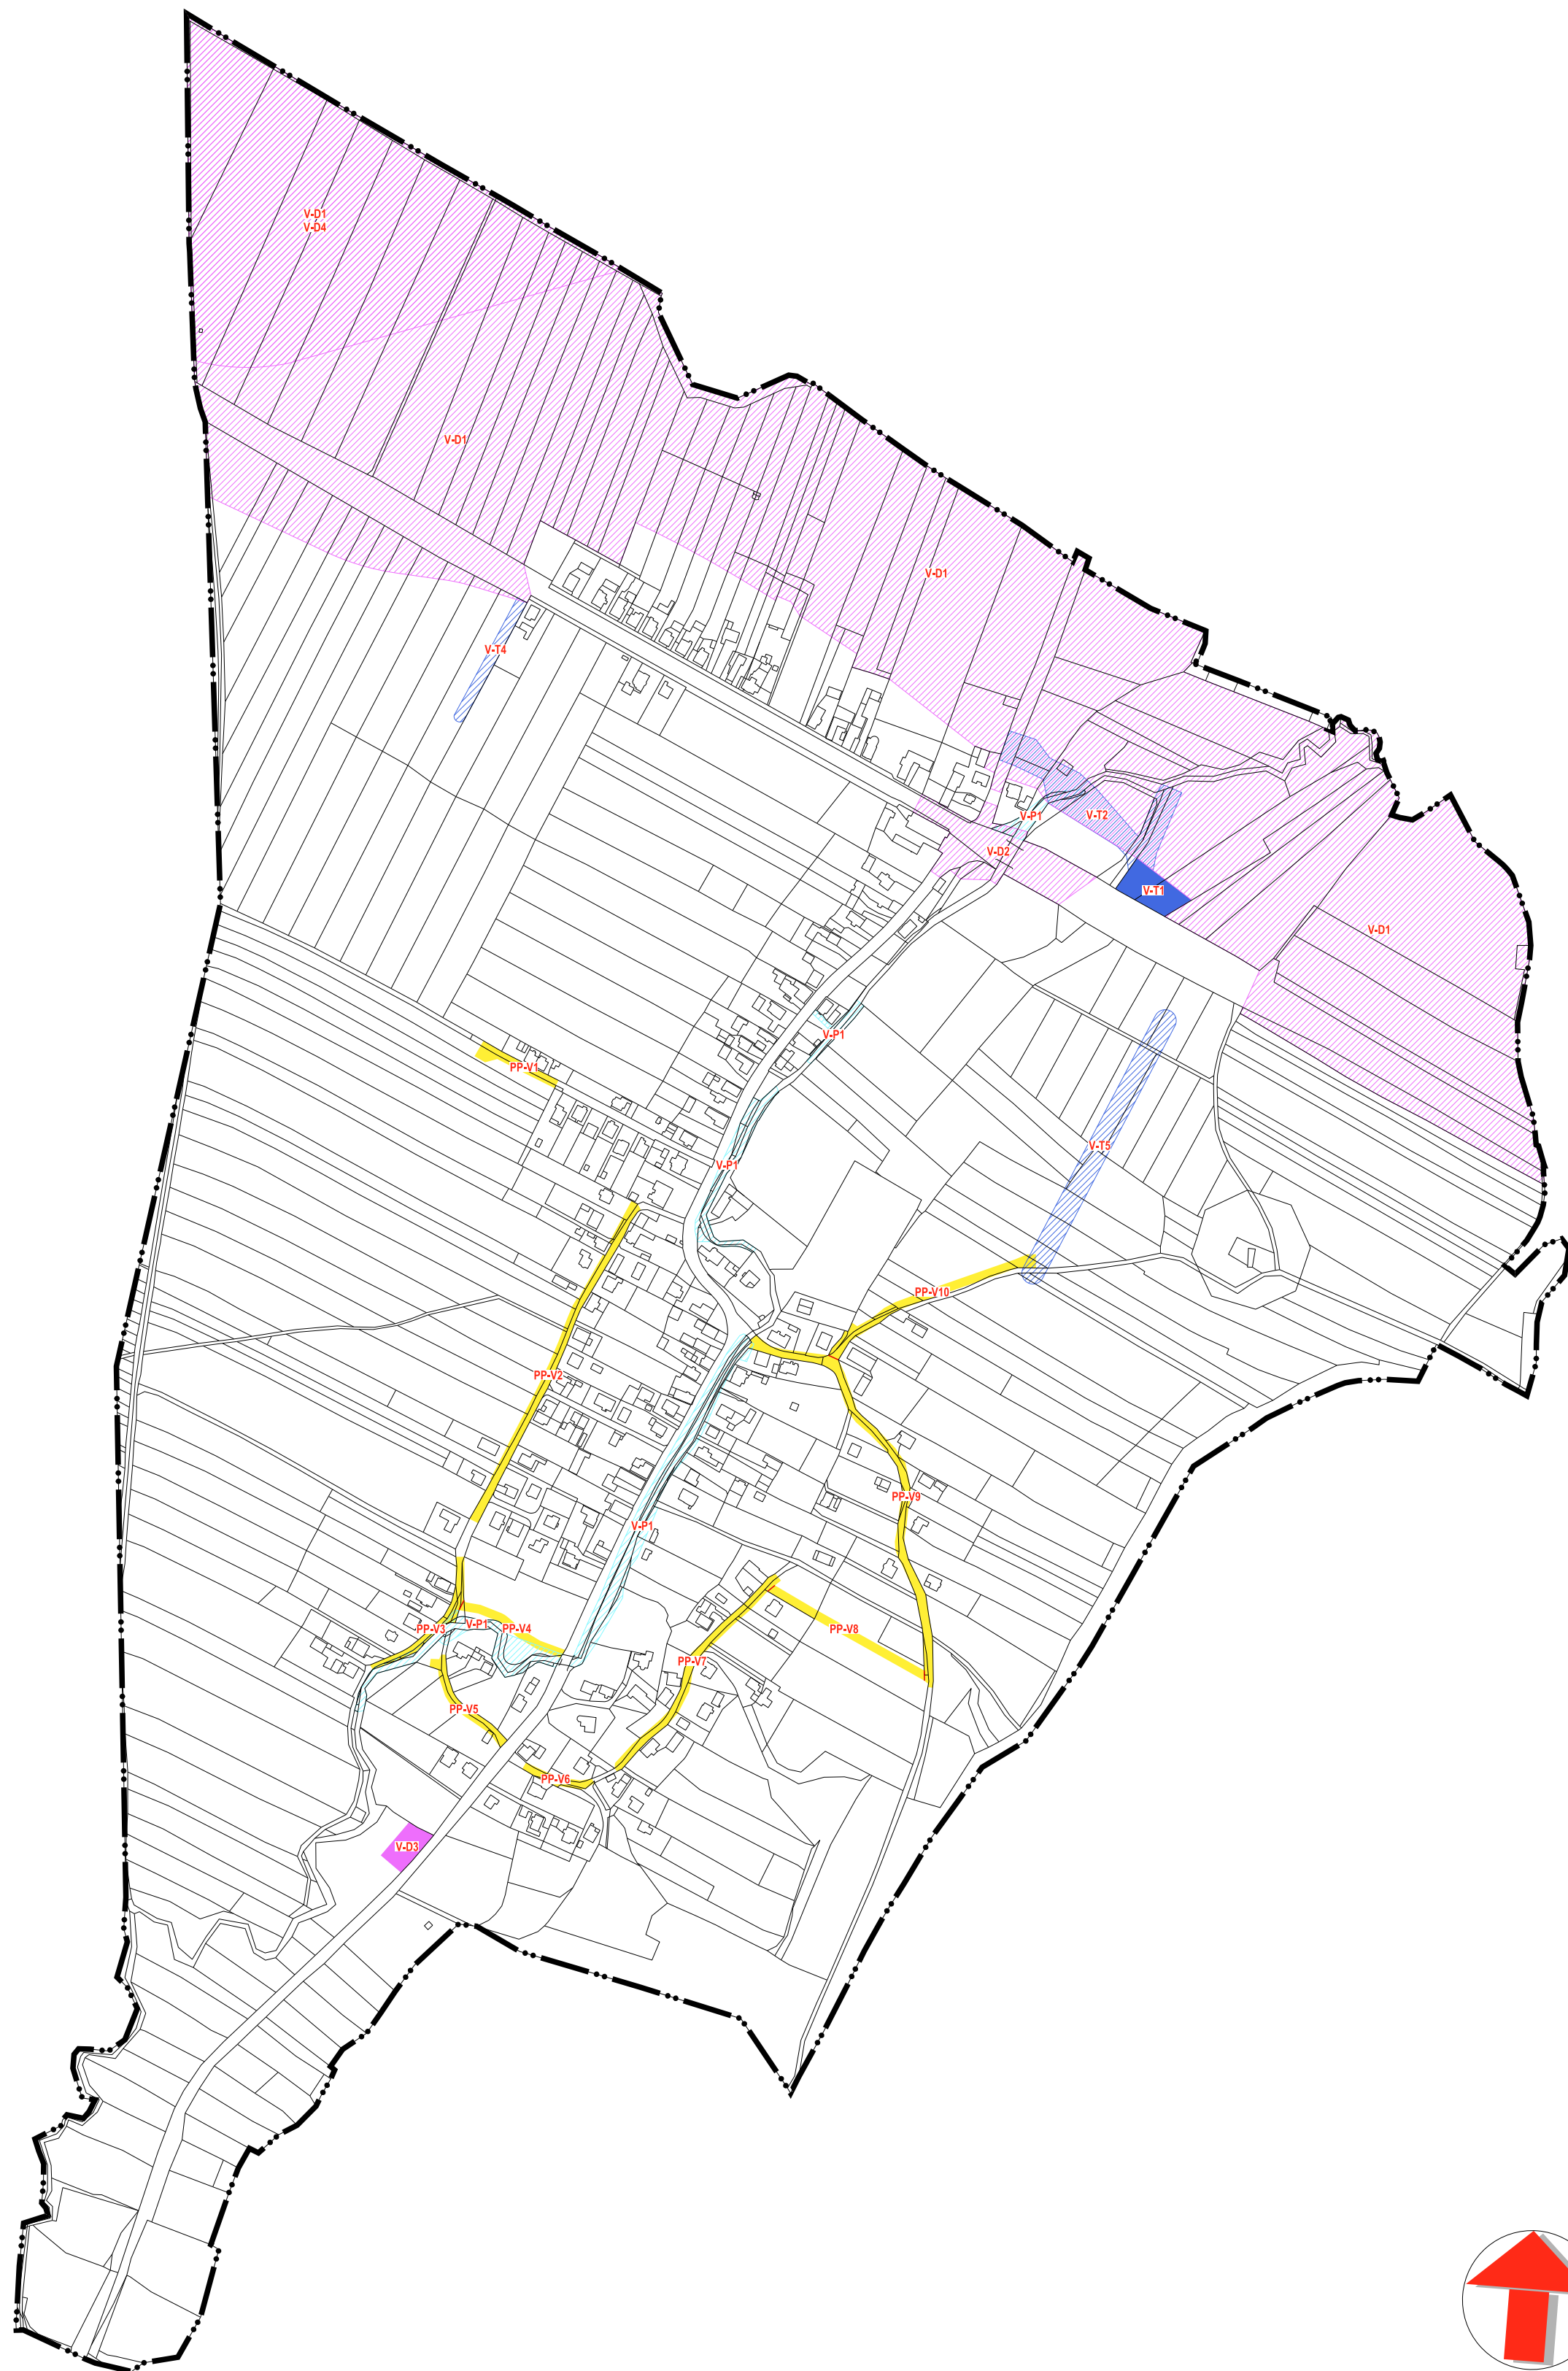 V-D1
V-D4
V-D1
V-D1
V-T4
V-P1
V-T2
V-D2
V-T1
V-D1
V-P1
PP-V1
V-T5
V-P1
PP-V10
PP-V2
PP-V9
V-P1
V-P1
PP-V3
PP-V4
PP-V8
PP-V7
PP-V5
PP-V6
V-D3